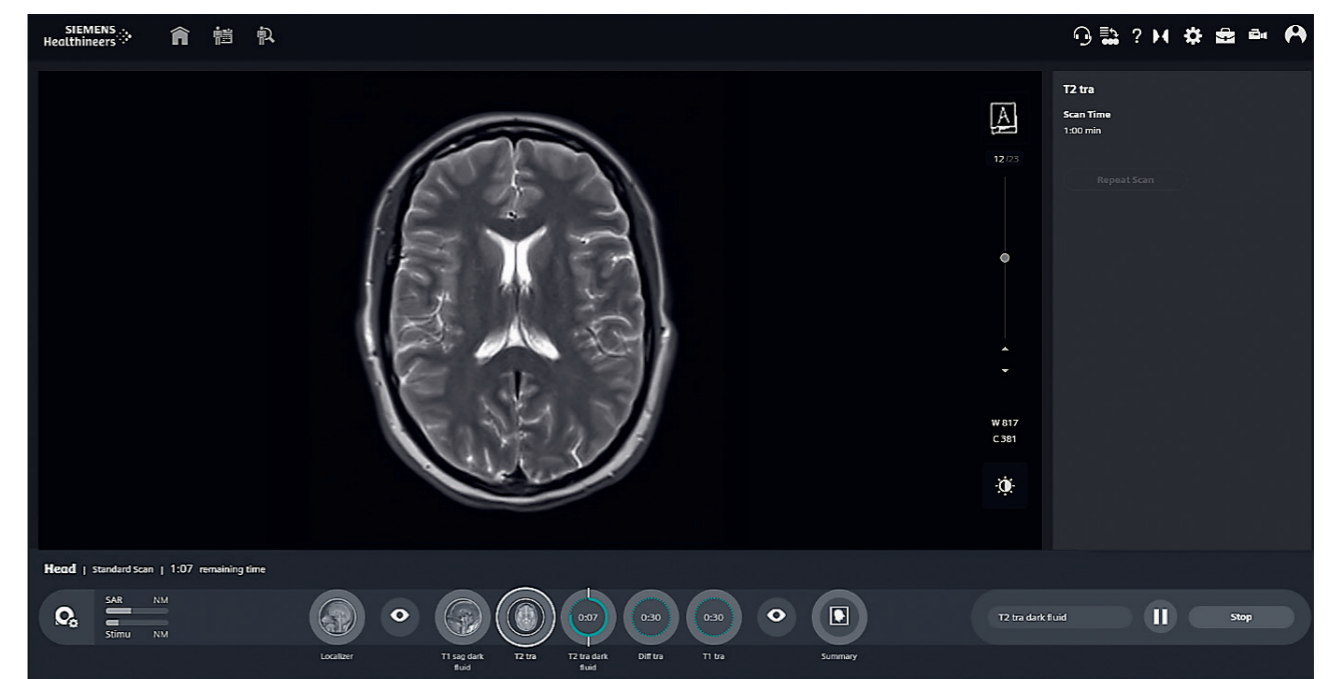 SIEMENS
Healthineers
?
T2 tra
Scan Time
1:00 min
Repeat Scan
A
12/23
W 817
C 381
Head | Standard Scan | 1:07 remaining time
SAR NM
Stimu NM
0:07
0:30
0:30
Localizer
T1 sag dark
fluid
T2 tra
T2 tra dark
fluid
Diff tra
T1 tra
Summary
T2 tra dark fluid
Stop